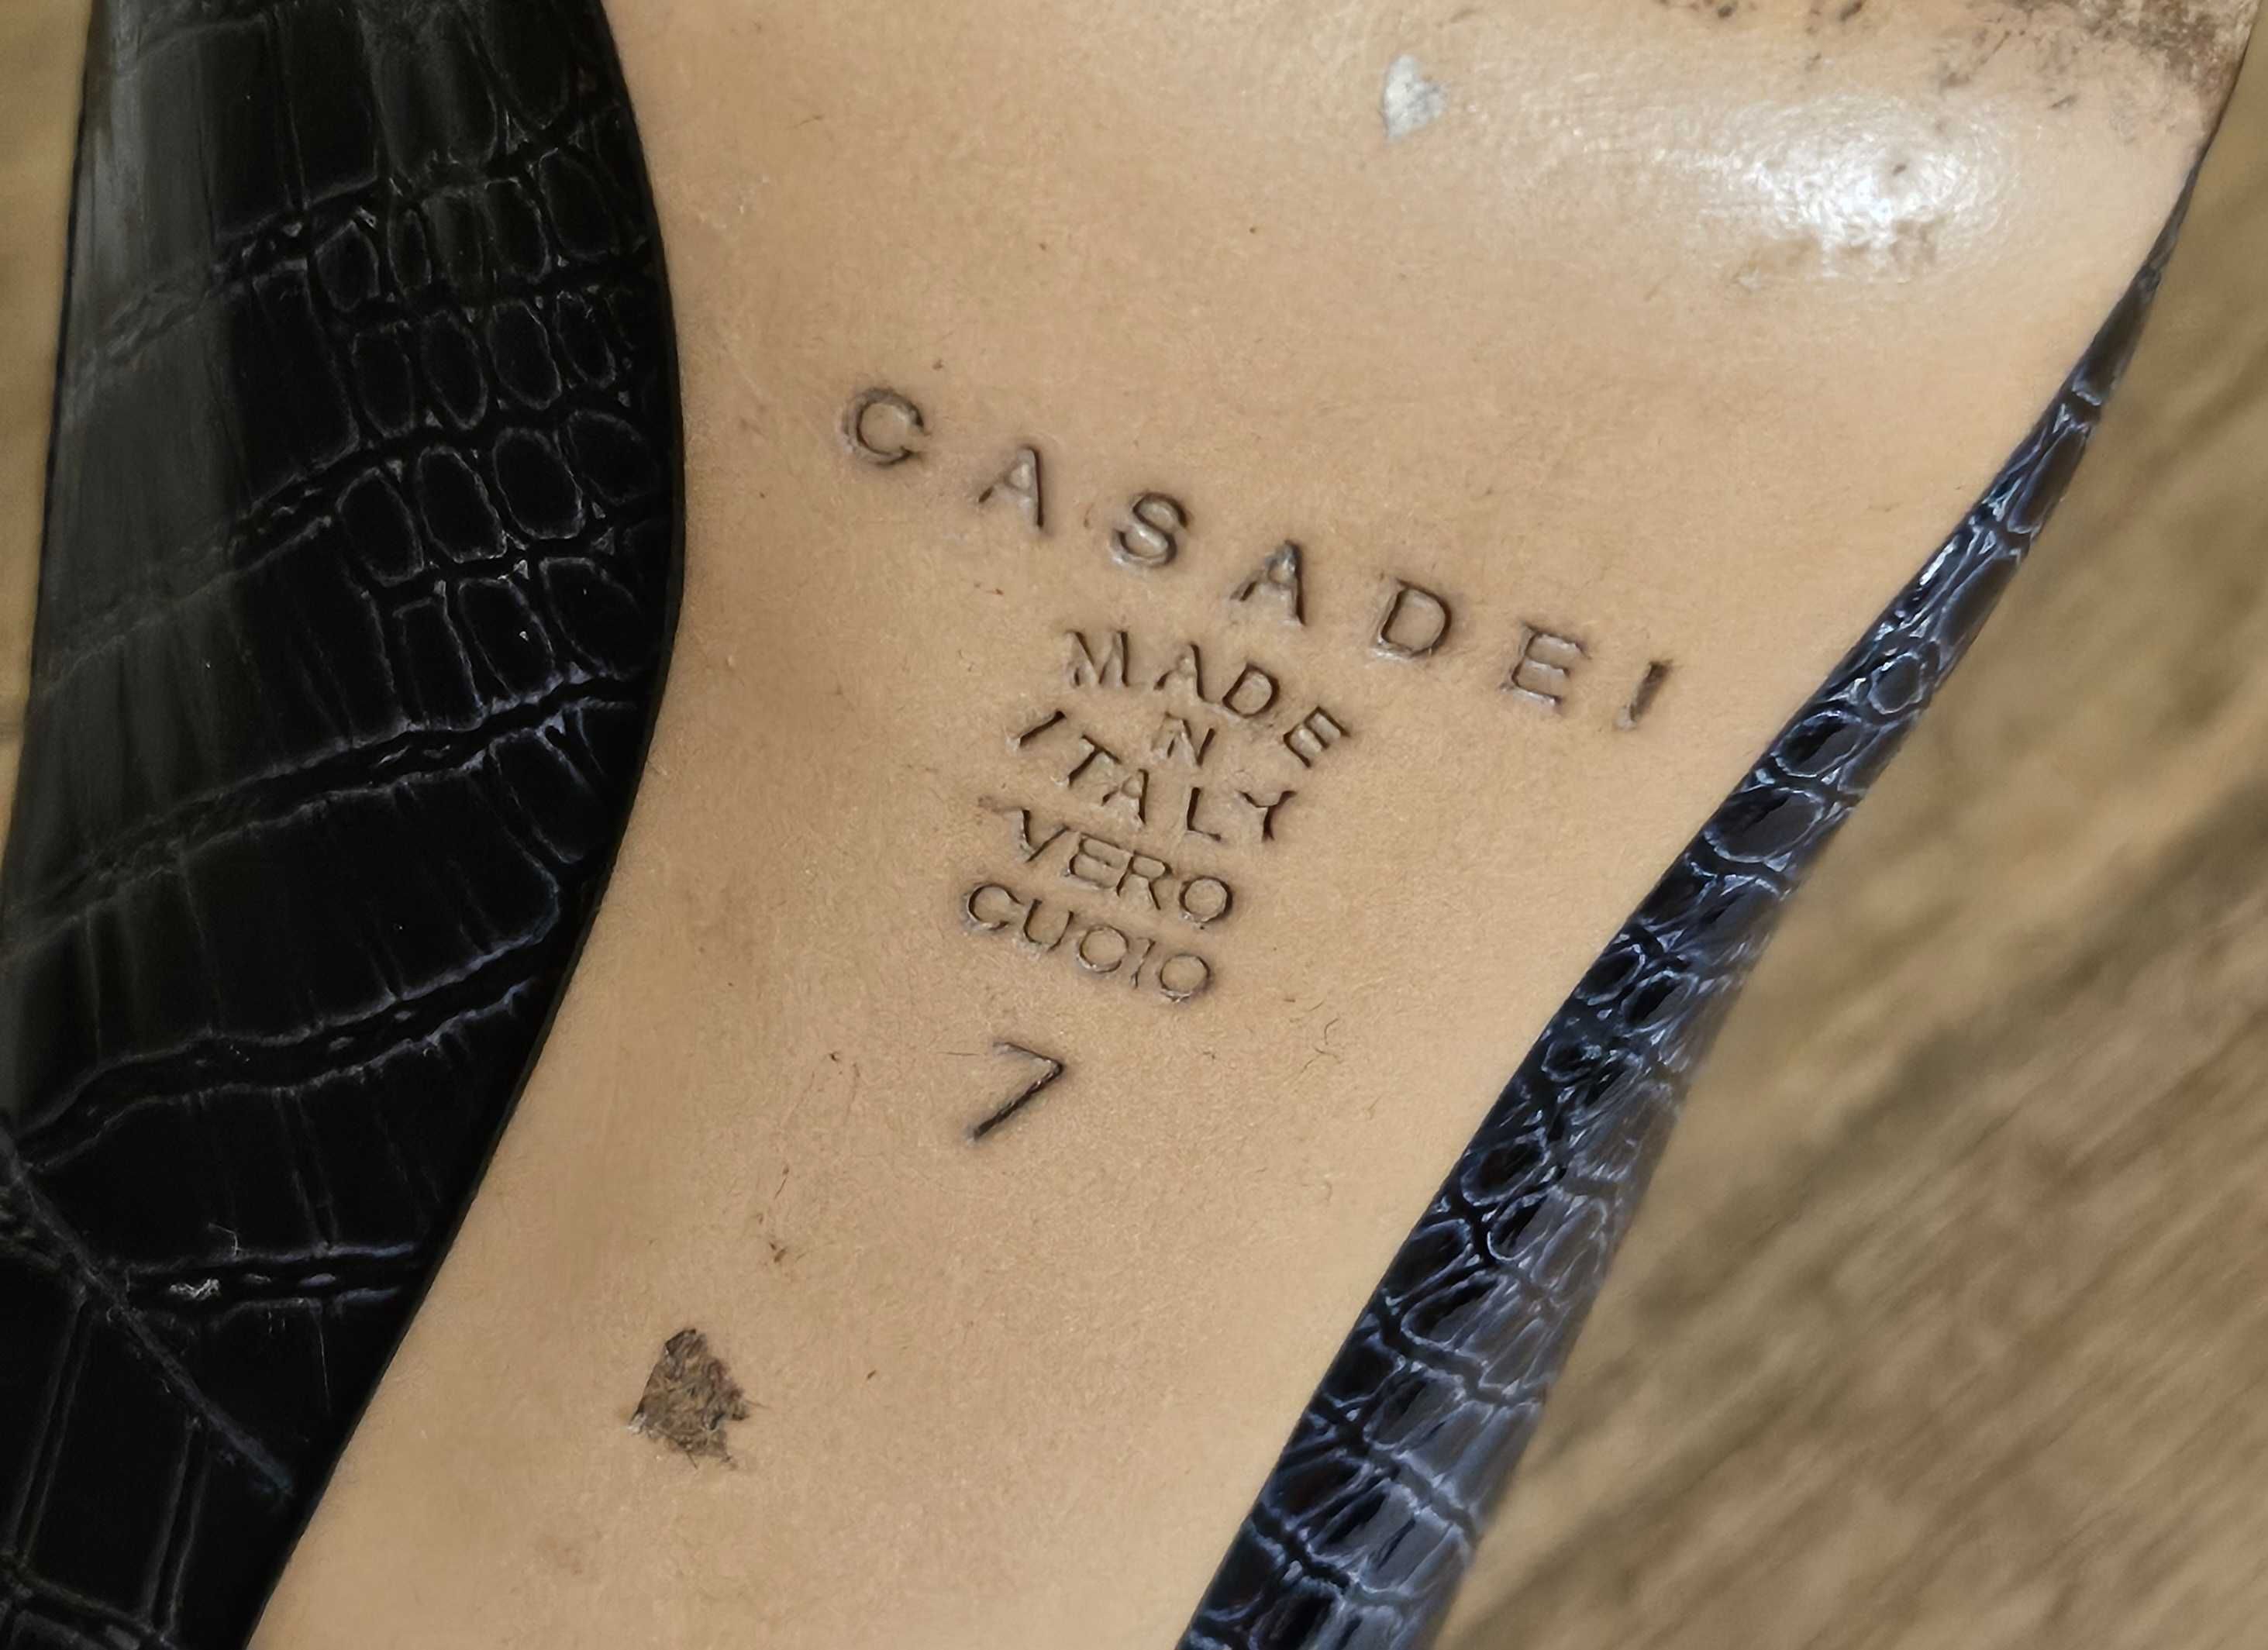 CASADEI
MADE
IN
ITALY
VERO
CUOIO
7